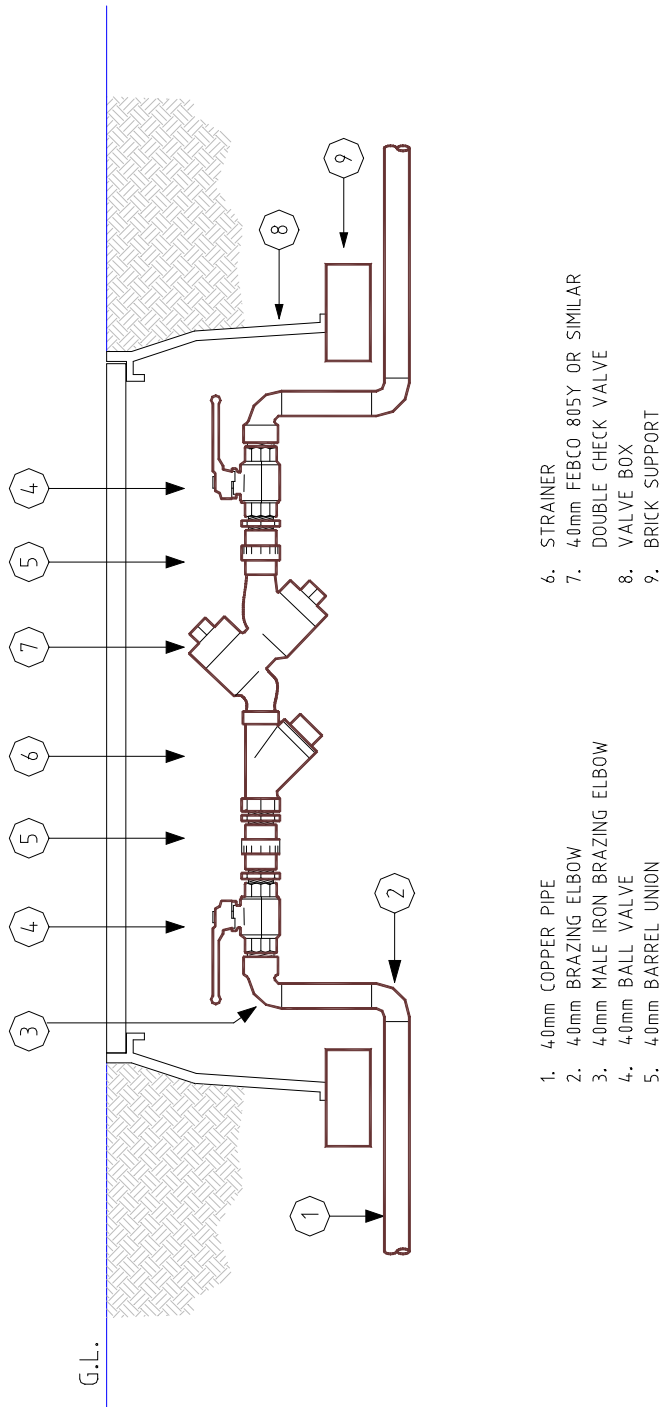 G.L.
3
4
5
6
7
5
4
8
9
1
2
1. 40mm COPPER PIPE
2. 40mm BRAZING ELBOW
3. 40mm MALE IRON BRAZING ELBOW
4. 40mm BALL VALVE
5. 40mm BARREL UNION
6. STRAINER
7. 40mm FEBCO 805Y OR SIMILAR
DOUBLE CHECK VALVE
8. VALVE BOX
9. BRICK SUPPORT